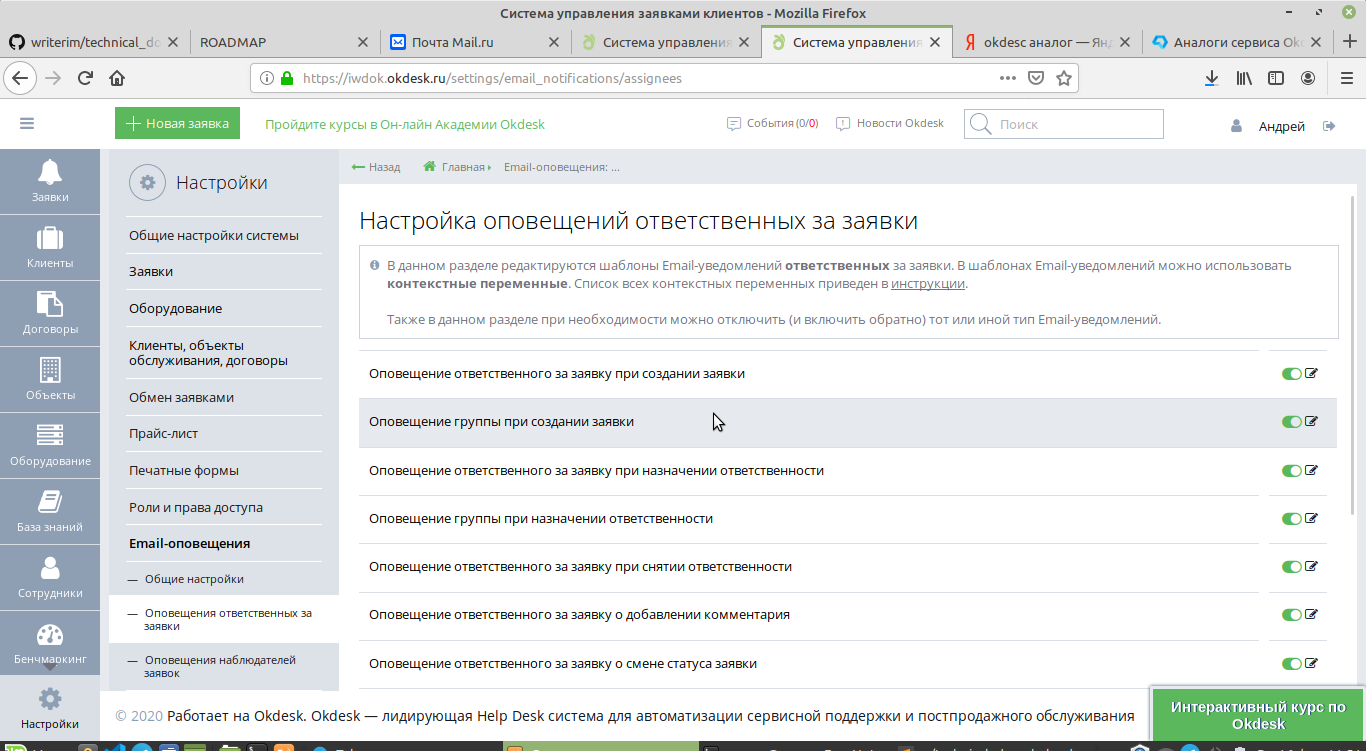 Система управления заявками клиентов - Mozilla Firefox
writerim/technical_do
ROADMAP
Почта Mail.ru
Система управления
Система управления
okdesc аналог — Янд
Аналоги сервиса Okd
https://iwdok.okdesk.ru/settings/email_notifications/assignees
Новая заявка
Пройдите курсы в Он-лайн Академии Okdesk
События (0/0)
Новости Okdesk
Поиск
Андрей
Заявки
Клиенты
Договоры
Объекты
Оборудование
База знаний
Сотрудники
Бенчмаркинг
Настройки
Настройки
Общие настройки системы
Заявки
Оборудование
Клиенты, объекты
обслуживания, договоры
Обмен заявками
Прайс-лист
Печатные формы
Роли и права доступа
Email-оповещения
— Общие настройки
— Оповещения ответственных за
заявки
— Оповещения наблюдателей
заявок
Назад
Главная
Email-оповещения: ...
Настройка оповещений ответственных за заявки
В данном разделе редактируются шаблоны Email-уведомлений ответственных за заявки. В шаблонах Email-уведомлений можно использовать
контекстные переменные. Список всех контекстных переменных приведен в инструкции.
Также в данном разделе при необходимости можно отключить (и включить обратно) тот или иной тип Email-уведомлений.
Оповещение ответственного за заявку при создании заявки
Оповещение группы при создании заявки
Оповещение ответственного за заявку при назначении ответственности
Оповещение группы при назначении ответственности
Оповещение ответственного за заявку при снятии ответственности
Оповещение ответственного за заявку о добавлении комментария
Оповещение ответственного за заявку о смене статуса заявки
© 2020 Работает на Okdesk. Okdesk — лидирующая Help Desk система для автоматизации сервисной поддержки и постпродажного обслуживания
Интерактивный курс по
Okdesk